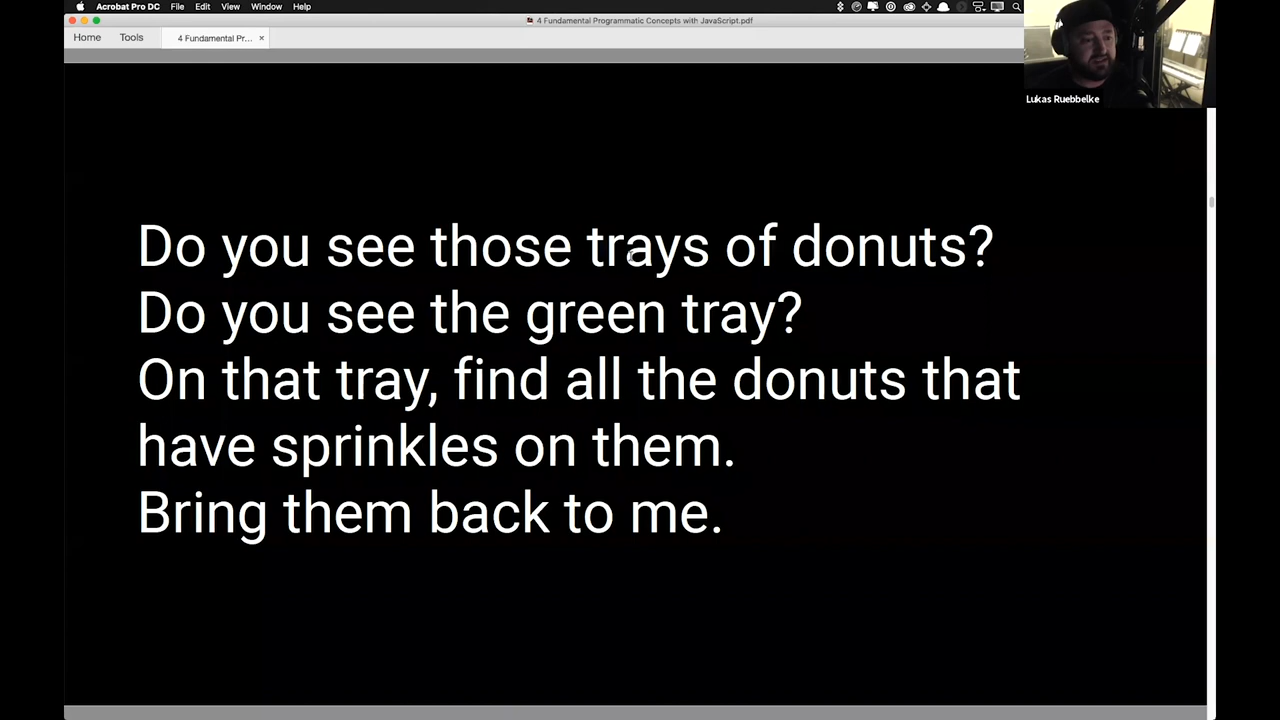 Acrobat Pro DC File Edit View Window Help
4 Fundamental Programmatic Concepts with JavaScript.pdf
Home Tools 4 Fundamental Pr... ×
Lukas Ruebbelke
Do you see those trays of donuts?
Do you see the green tray?
On that tray, find all the donuts that
have sprinkles on them.
Bring them back to me.